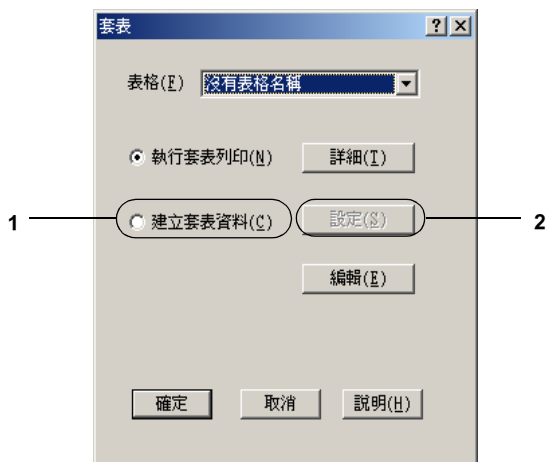 套表
表格(F) 沒有表格名稱
執行套表列印(N) 詳細(T)
1 建立套表資料(C) 設定(S) 2
編輯(E)
確定 取消 説明(H)